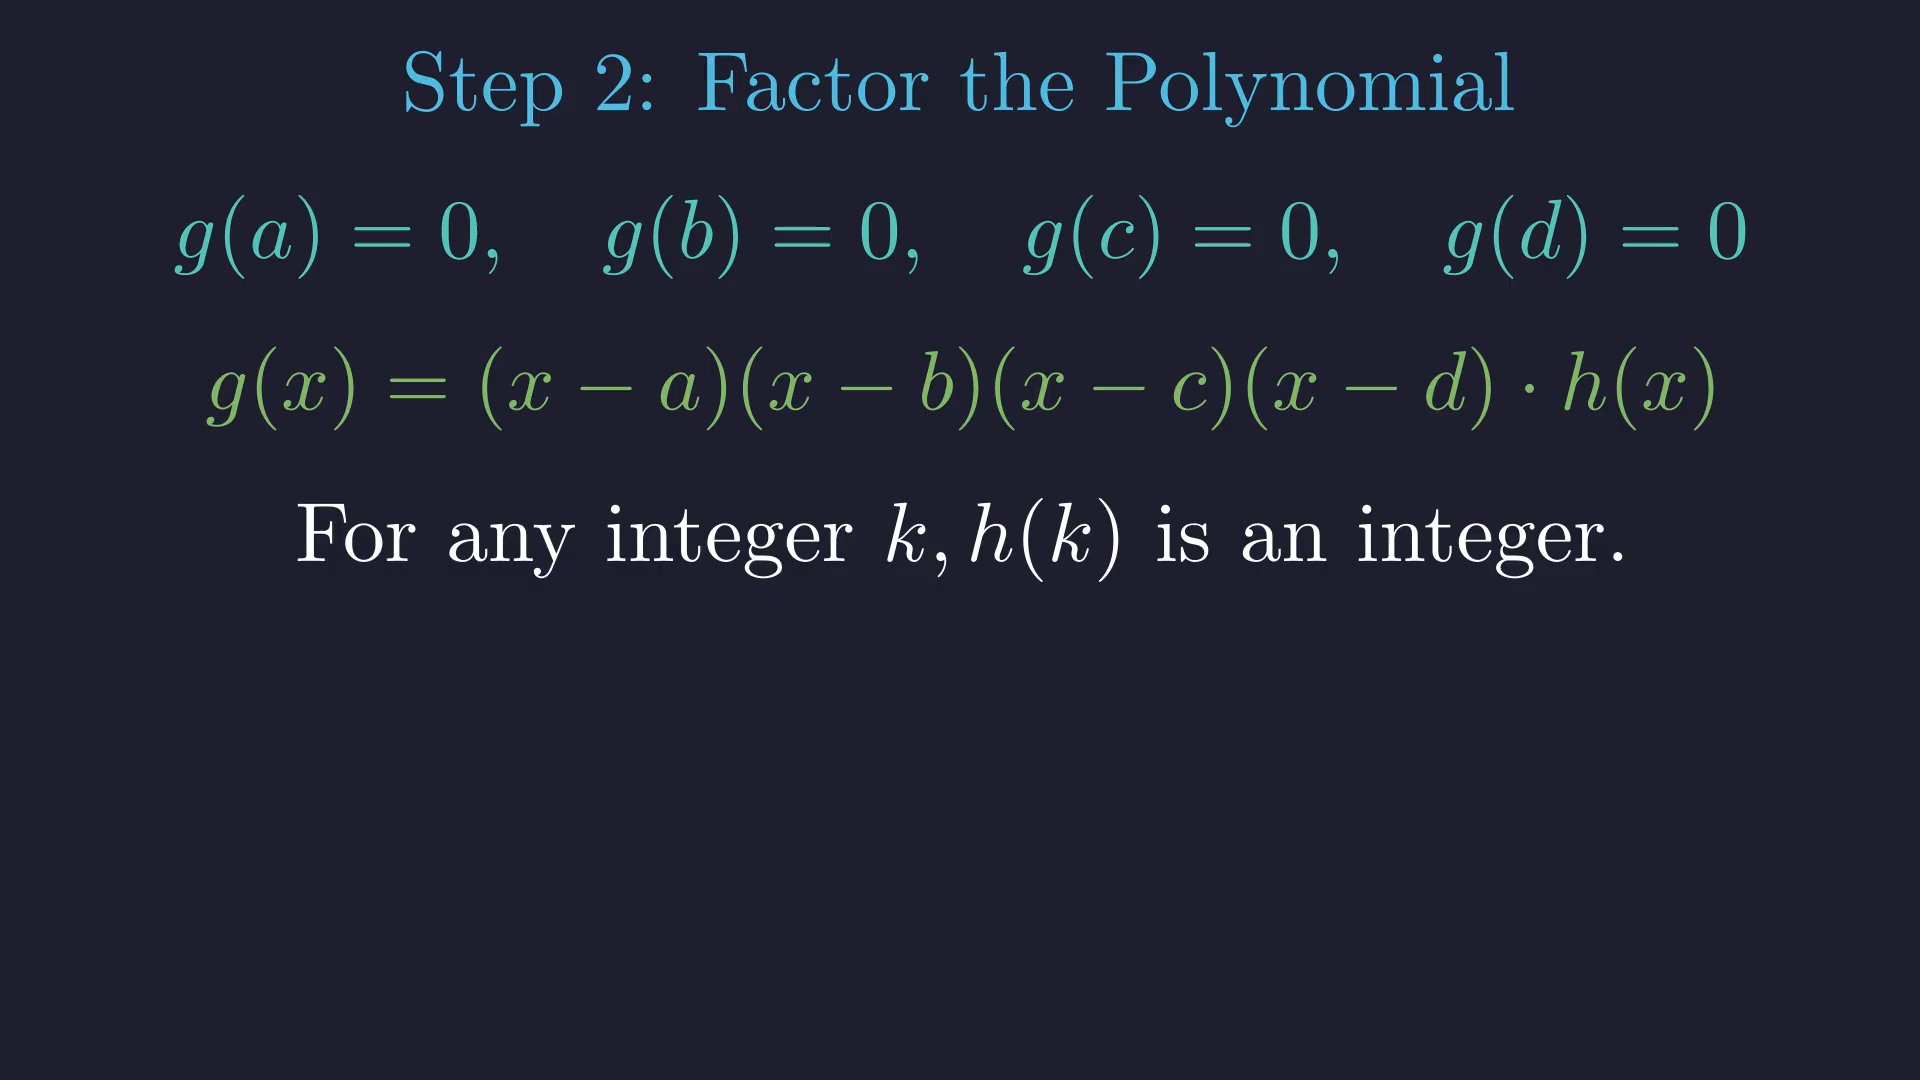 Step 2: Factor the Polynomial
g(a) = 0, g(b) = 0, g(c) = 0, g(d) = 0
g(x) = (x − a)(x − b)(x − c)(x − d) · h(x)
For any integer k, h(k) is an integer.